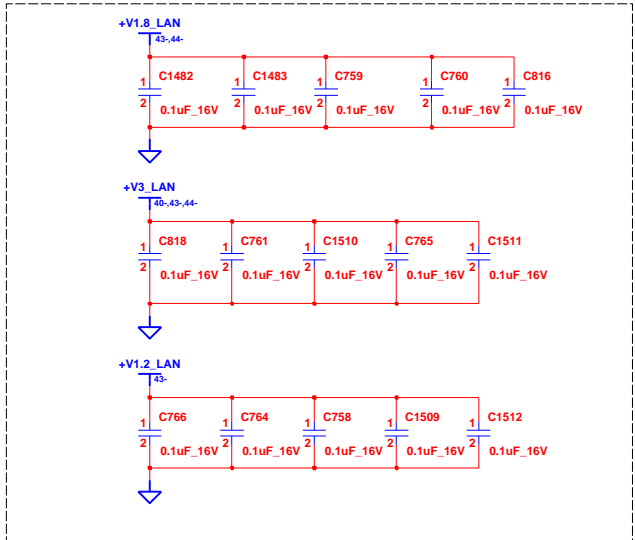 +V1.8_LAN
43-,44-
1 C1482 1 C1483 1 C759 1 C760 1 C816
2 0.1uF_16V 2 0.1uF_16V 2 0.1uF_16V 2 0.1uF_16V 2 0.1uF_16V
+V3_LAN
40-,43-,44-
1 C818 1 C761 1 C1510 1 C765 1 C1511
2 0.1uF_16V 2 0.1uF_16V 2 0.1uF_16V 2 0.1uF_16V 2 0.1uF_16V
+V1.2_LAN
43-
1 C766 1 C764 1 C758 1 C1509 1 C1512
2 0.1uF_16V 2 0.1uF_16V 2 0.1uF_16V 2 0.1uF_16V 2 0.1uF_16V